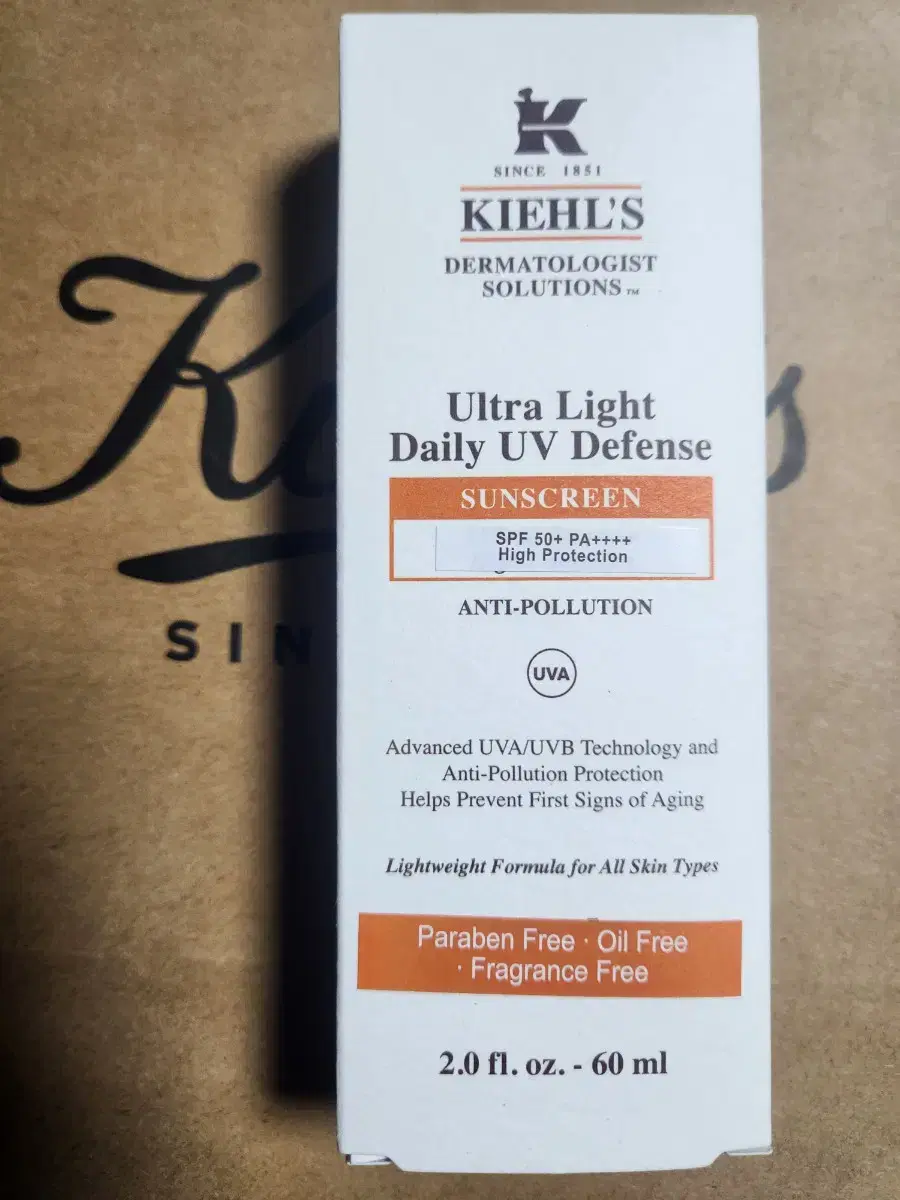 SINCE 1851
KIEHL'S
DERMATOLOGIST
SOLUTIONS™
Ultra Light
Daily UV Defense
SUNSCREEN
SPF 50+ PA++++
High Protection
ANTI-POLLUTION
UVA
Advanced UVA/UVB Technology and
Anti-Pollution Protection
Helps Prevent First Signs of Aging
Lightweight Formula for All Skin Types
Paraben Free · Oil Free
· Fragrance Free
2.0 fl. oz. - 60 ml